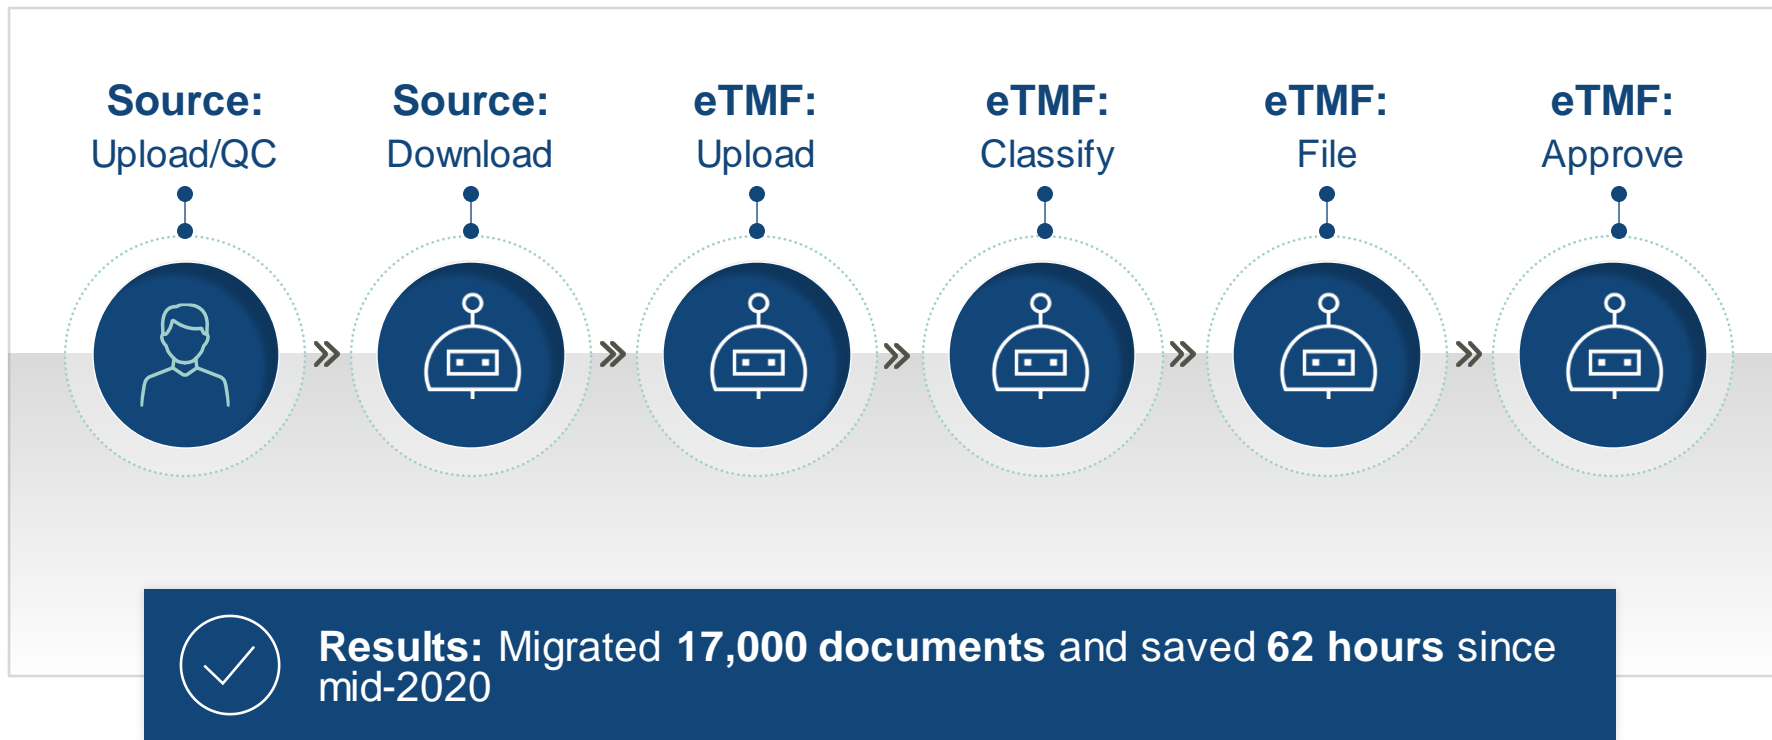 Source:
Upload/QC
Source:
Download
eTMF:
Upload
eTMF:
Classify
eTMF:
File
eTMF:
Approve
Results: Migrated 17,000 documents and saved 62 hours since
mid-2020